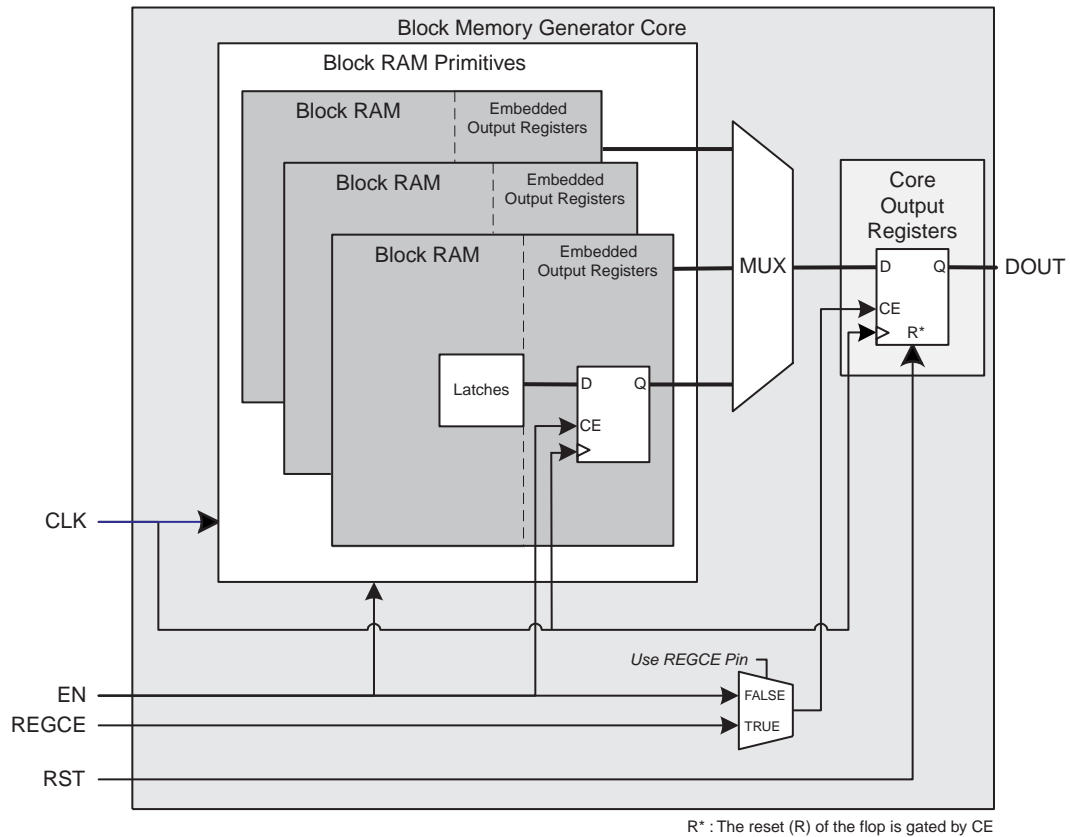 Block Memory Generator Core
Block RAM Primitives
Block RAM
Embedded
Output Registers
Block RAM
Embedded
Output Registers
Block RAM
Embedded
Output Registers
MUX
Core
Output
Registers
D
Q
CE
R*
DOUT
Latches
D
Q
CE
CLK
Use REGCE Pin
EN
FALSE
REGCE
TRUE
RST
R* : The reset (R) of the flop is gated by CE